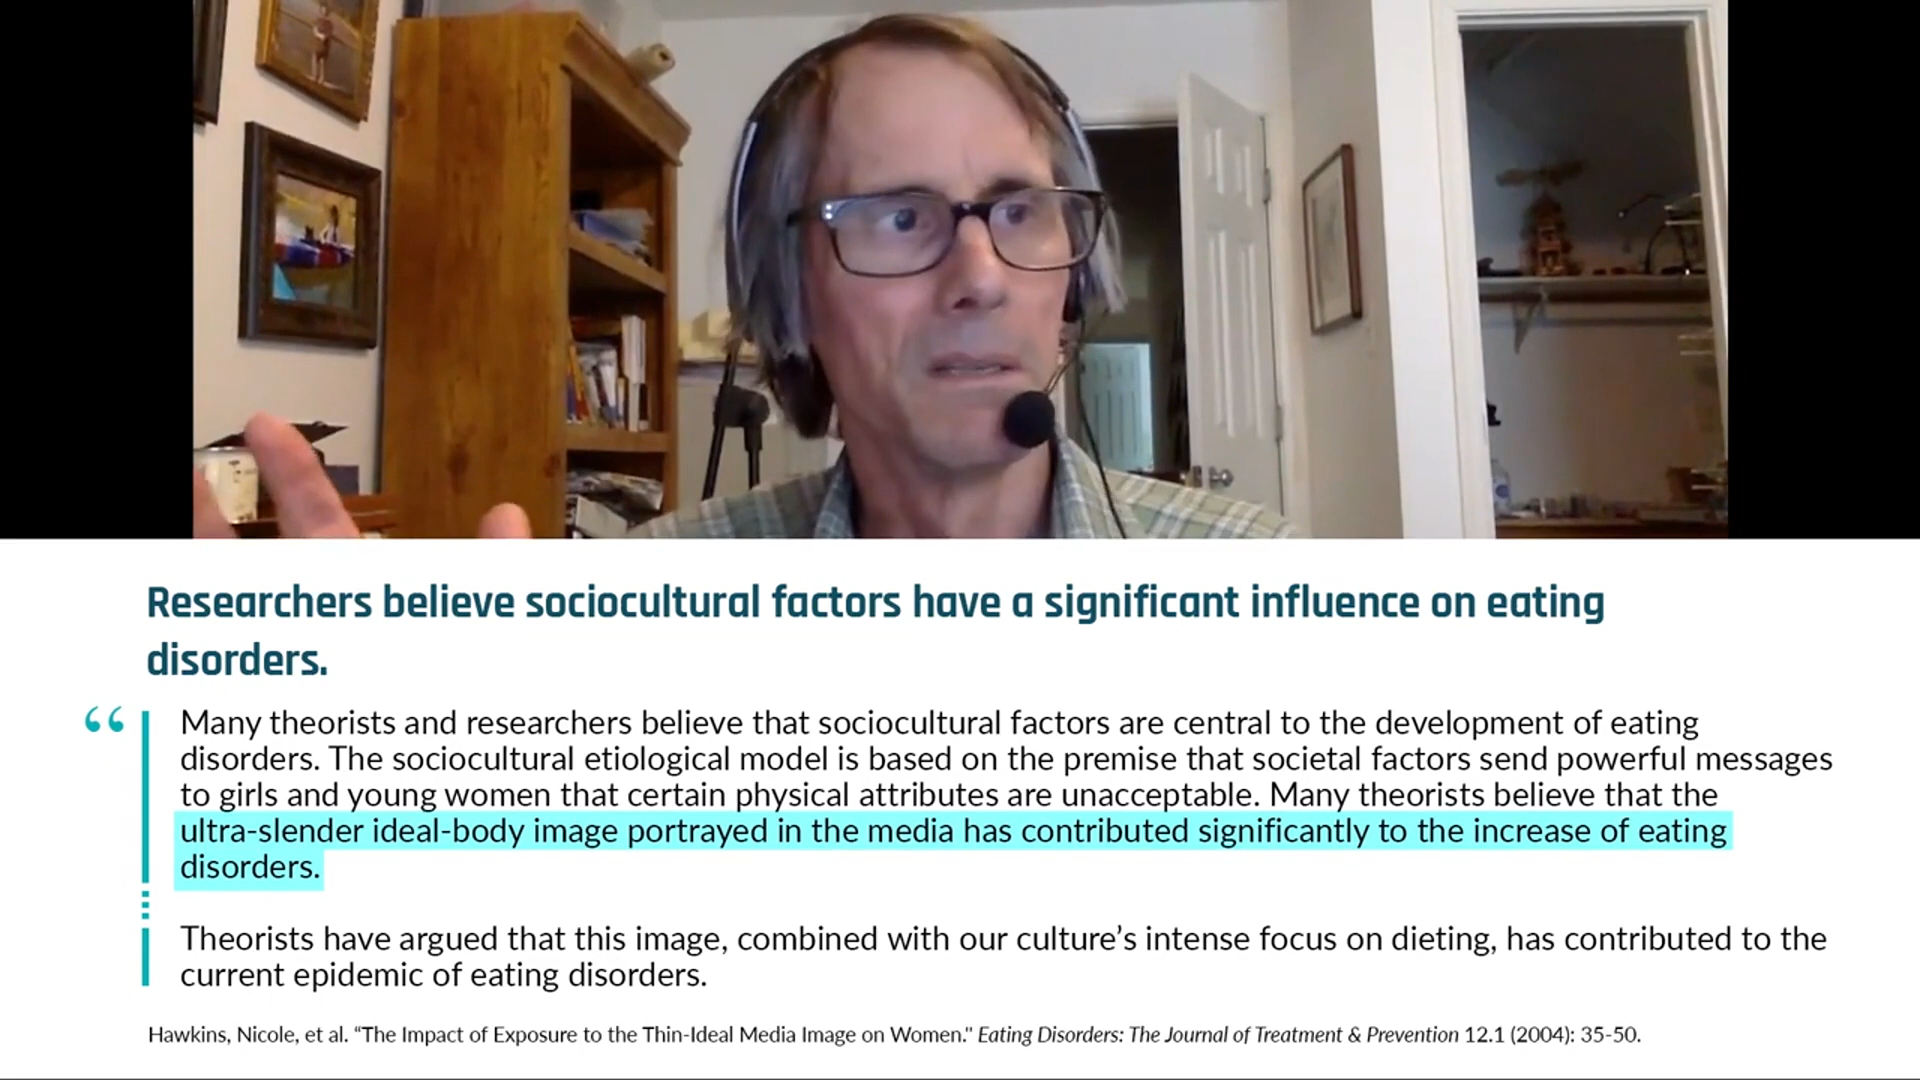 Researchers believe sociocultural factors have a significant influence on eating
disorders.
“ Many theorists and researchers believe that sociocultural factors are central to the development of eating
disorders. The sociocultural etiological model is based on the premise that societal factors send powerful messages
to girls and young women that certain physical attributes are unacceptable. Many theorists believe that the
ultra-slender ideal-body image portrayed in the media has contributed significantly to the increase of eating
disorders.
Theorists have argued that this image, combined with our culture’s intense focus on dieting, has contributed to the
current epidemic of eating disorders.
Hawkins, Nicole, et al. “The Impact of Exposure to the Thin-Ideal Media Image on Women." Eating Disorders: The Journal of Treatment & Prevention 12.1 (2004): 35-50.